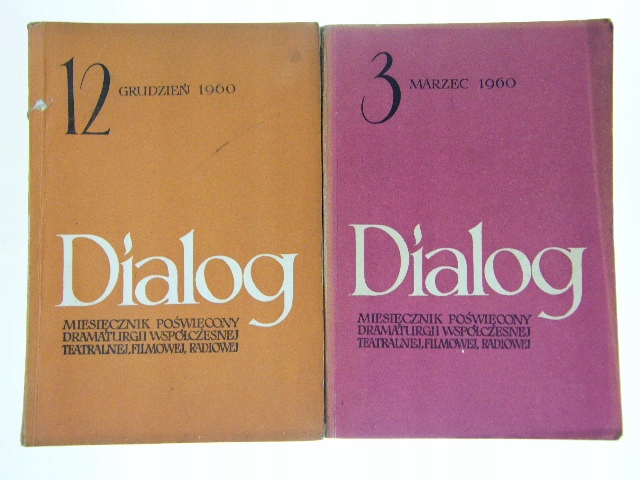 12 GRUDZIEŃ 1960
Dialog
MIESIĘCZNIK POŚWIĘCONY
DRAMATURGII WSPÓŁCZESNEJ
TEATRALNEJ, FILMOWEJ, RADIOWEJ
3 MARZEC 1960
Dialog
MIESIĘCZNIK POŚWIĘCONY
DRAMATURGII WSPÓŁCZESNEJ
TEATRALNEJ, FILMOWEJ, RADIOWEJ